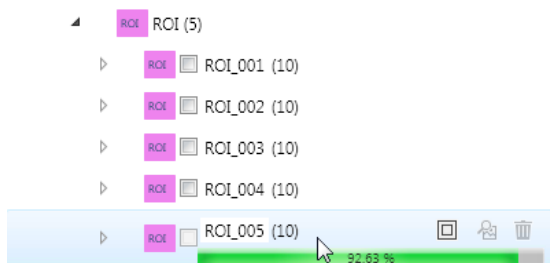 ROI ROI (5)
ROI ROI_001 (10)
ROI ROI_002 (10)
ROI ROI_003 (10)
ROI ROI_004 (10)
ROI ROI_005 (10)
92.63 %